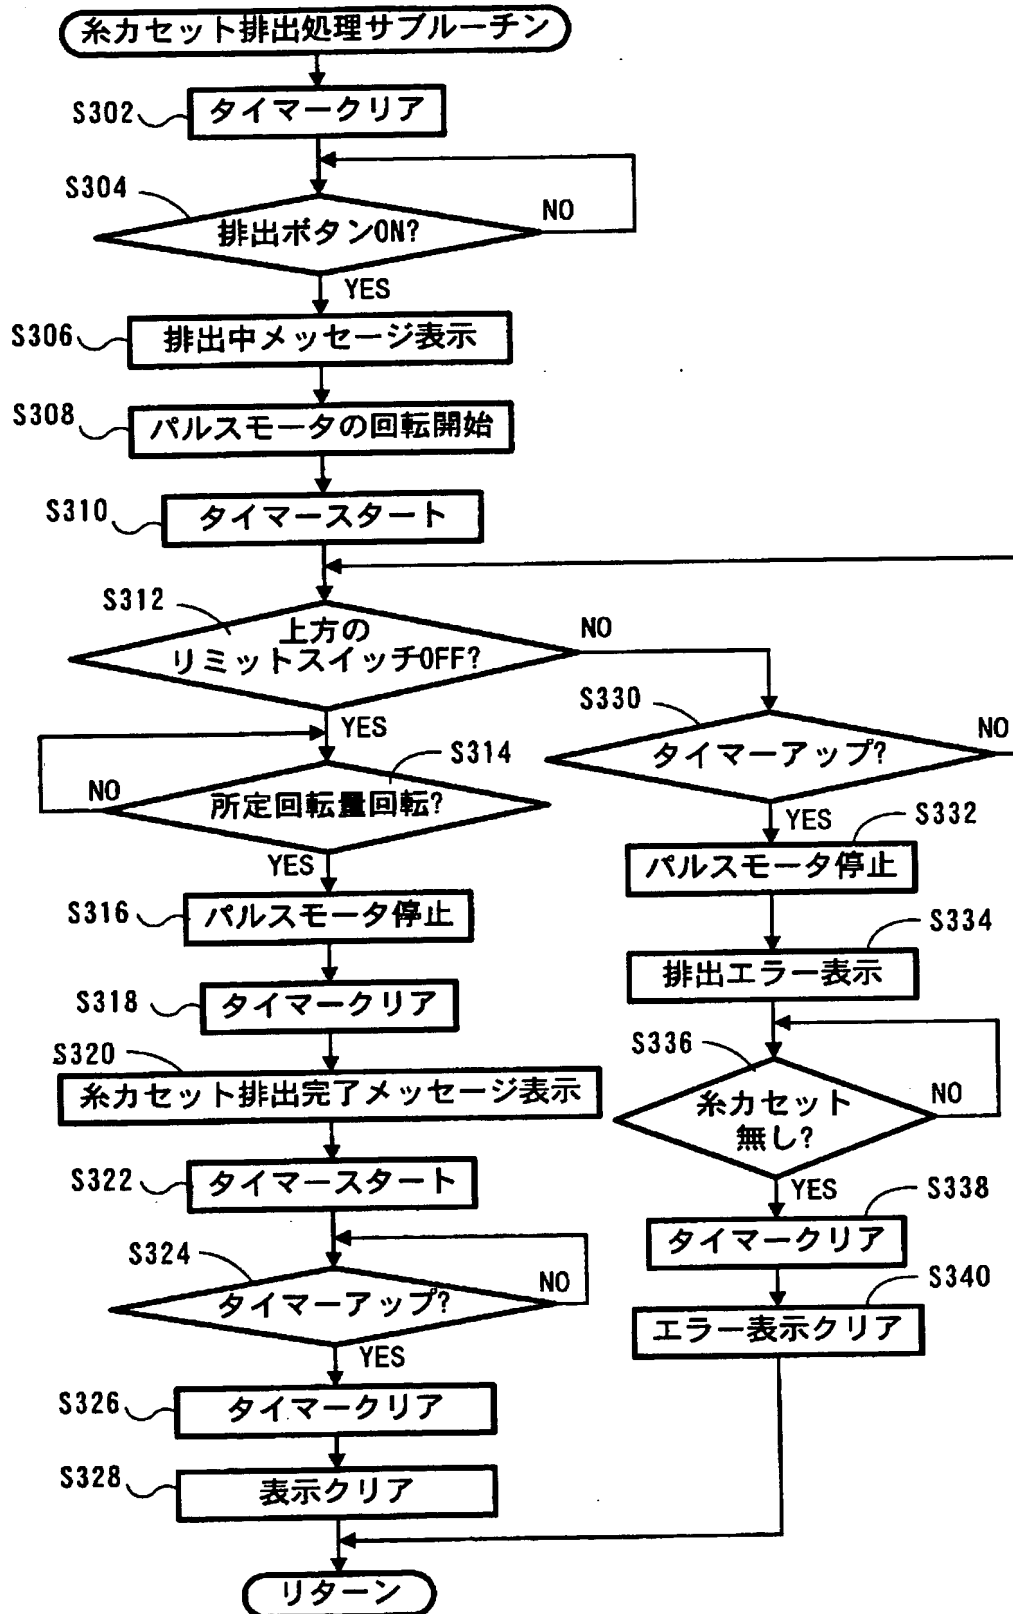 糸カセット排出処理サブルーチン
S302
タイマークリア
S304
排出ボタンON?
NO
YES
S306
排出中メッセージ表示
S308
パルスモータの回転開始
S310
タイマースタート
S312
上方の
リミットスイッチOFF?
NO
YES
S314
所定回転量回転?
NO
YES
S316
パルスモータ停止
S318
タイマークリア
S320
糸カセット排出完了メッセージ表示
S322
タイマースタート
S324
タイマーアップ?
NO
YES
S326
タイマークリア
S328
表示クリア
S330
タイマーアップ?
NO
YES
S332
パルスモータ停止
S334
排出エラー表示
S336
糸カセット
無し?
NO
YES
S338
タイマークリア
S340
エラー表示クリア
リターン